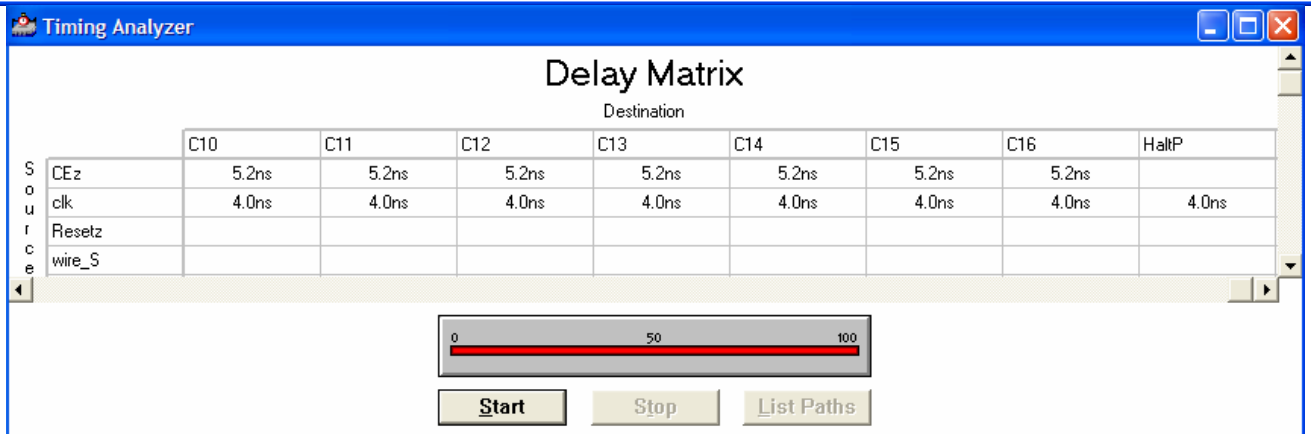 Timing Analyzer
Delay Matrix
Destination
C10 C11 C12 C13 C14 C15 C16 HaltP
Source
CEz 5.2ns 5.2ns 5.2ns 5.2ns 5.2ns 5.2ns 5.2ns
clk 4.0ns 4.0ns 4.0ns 4.0ns 4.0ns 4.0ns 4.0ns 4.0ns
Resetz
wire_S
0 50 100
Start Stop List Paths